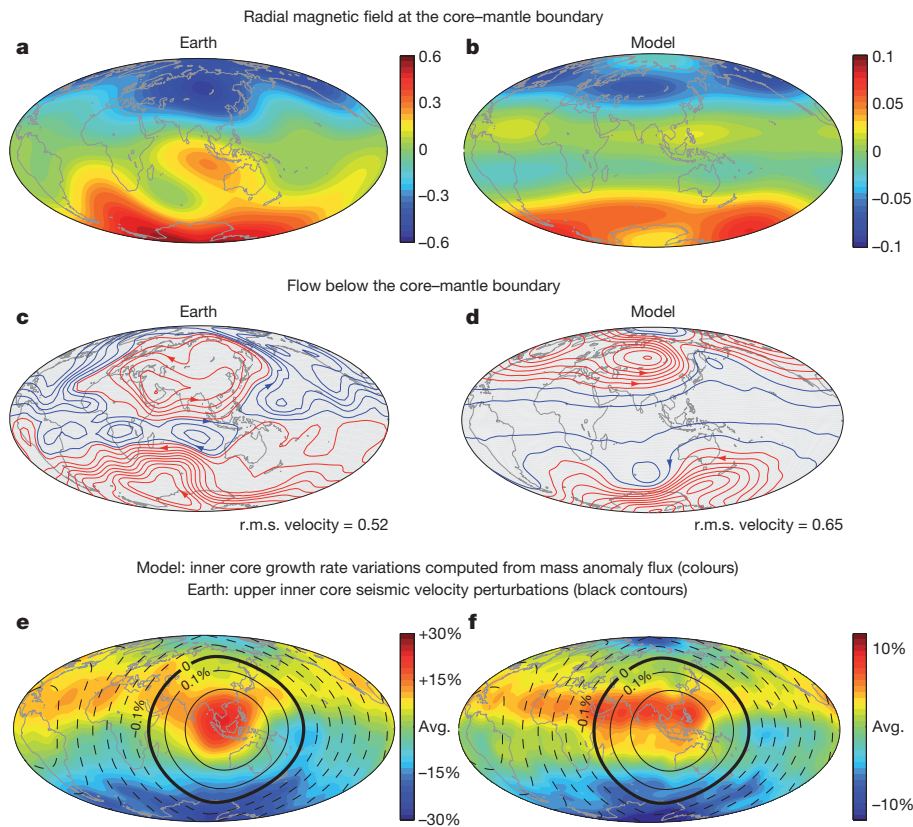 Radial magnetic field at the core–mantle boundary
a
Earth
0.6
0.3
0
−0.3
−0.6
b
Model
0.1
0.05
0
−0.05
−0.1
Flow below the core–mantle boundary
c
Earth
r.m.s. velocity = 0.52
d
Model
r.m.s. velocity = 0.65
Model: inner core growth rate variations computed from mass anomaly flux (colours)
Earth: upper inner core seismic velocity perturbations (black contours)
e
0
0.1%
0.1%
+30%
+15%
Avg.
−15%
−30%
f
0
0.1%
0.1%
10%
Avg.
−10%